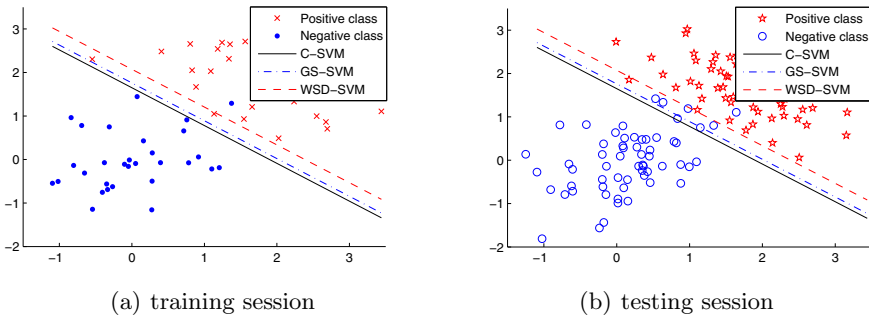 4
3
2
1
0
−1
−2
−1
0
1
2
3
Positive class
Negative class
C−SVM
GS−SVM
WSD−SVM
(a) training session
4
3
2
1
0
−1
−2
−1
0
1
2
3
Positive class
Negative class
C−SVM
GS−SVM
WSD−SVM
(b) testing session